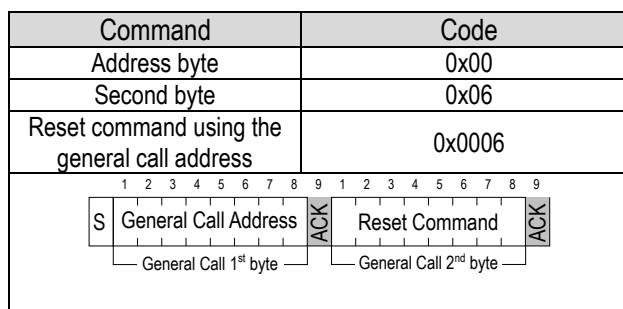 Command Code
Address byte 0x00
Second byte 0x06
Reset command using the
general call address 0x0006
1 2 3 4 5 6 7 8 9 1 2 3 4 5 6 7 8 9
S General Call Address ACK Reset Command ACK
General Call 1st byte General Call 2nd byte